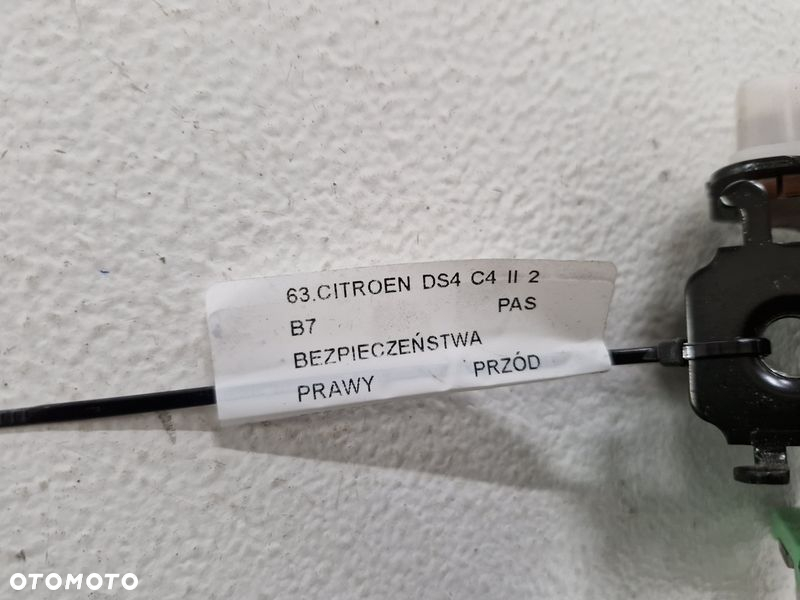 63.CITROEN DS4 C4 II 2
B7 PAS
BEZPIECZEŃSTWA
PRAWY PRZÓD
OTOMOTO